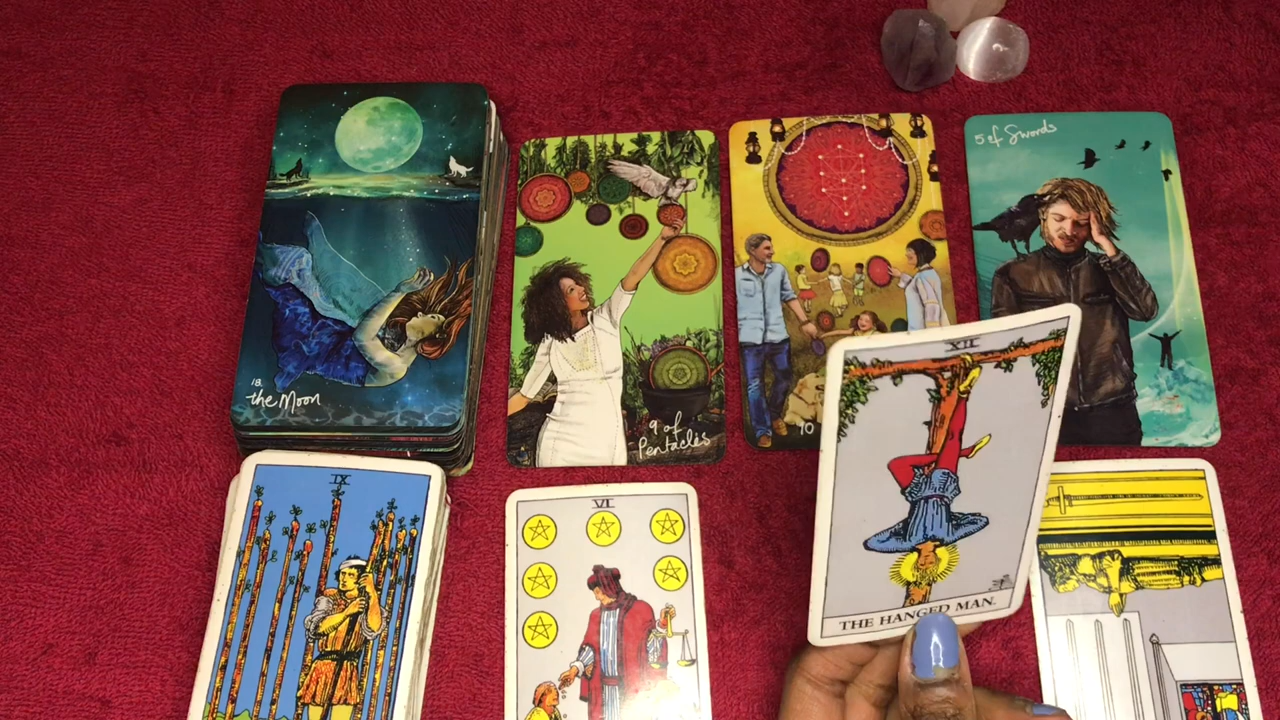 18.
the Moon
9 of
Pentacles
10
5 of Swords
IX
VI
XII
THE HANGED MAN.